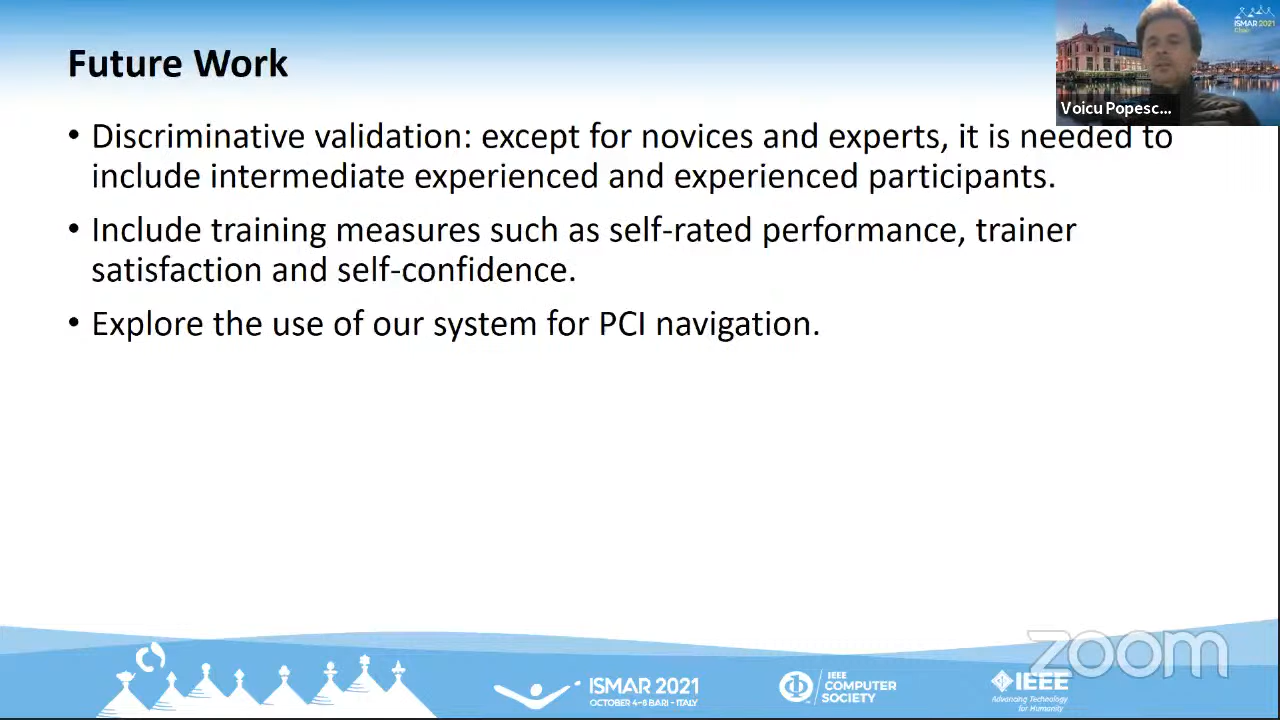 Future Work
ISMAR 2021
Voicu Popesc...
• Discriminative validation: except for novices and experts, it is needed to
include intermediate experienced and experienced participants.
• Include training measures such as self-rated performance, trainer
satisfaction and self-confidence.
• Explore the use of our system for PCI navigation.
zoom
ISMAR 2021
OCTOBER 4-8 BARI - ITALY
IEEE
COMPUTER
SOCIETY
IEEE
Advancing Technology
for Humanity